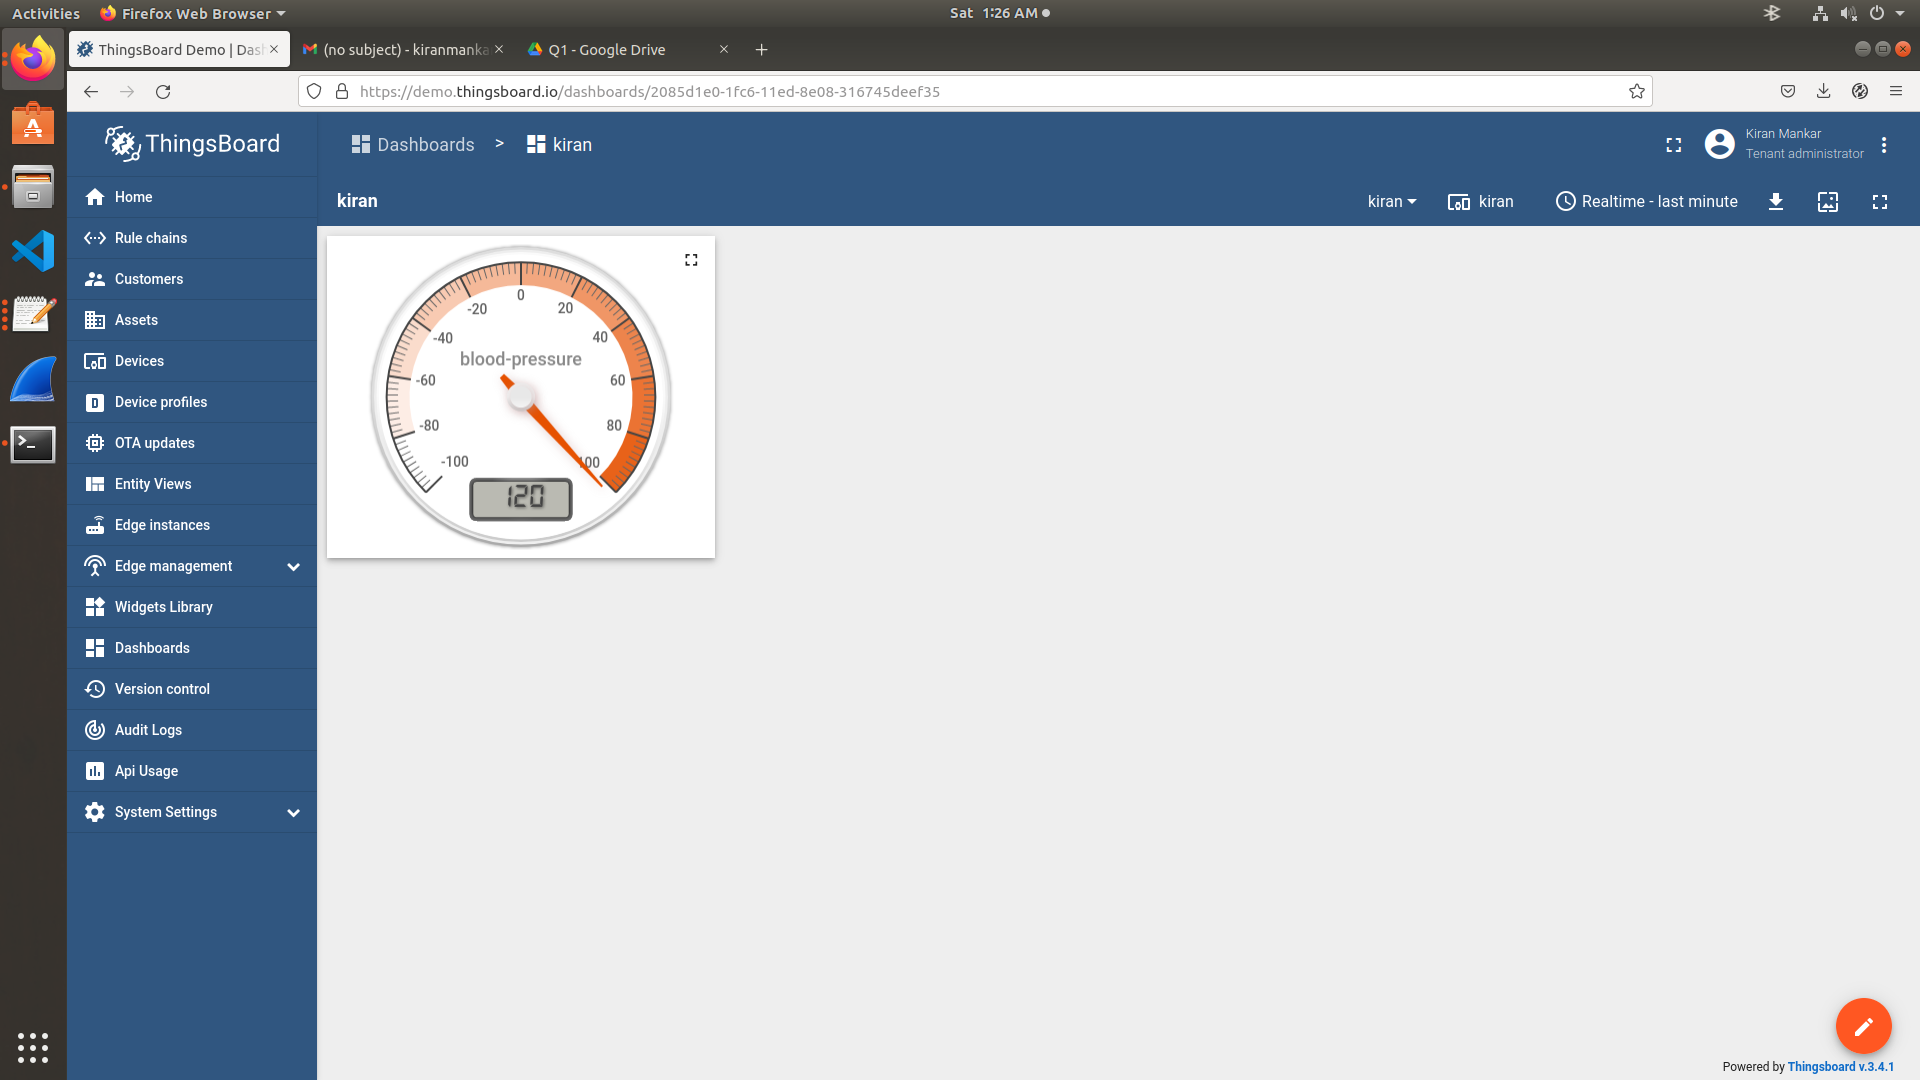 Activities
Firefox Web Browser
Sat 1:26 AM
ThingsBoard Demo | Das
(no subject) - kiranmanka
Q1 - Google Drive
https://demo.thingsboard.io/dashboards/2085d1e0-1fc6-11ed-8e08-316745deef35
ThingsBoard
Dashboards > kiran
Kiran Mankar
Tenant administrator
kiran
kiran
kiran
Realtime - last minute
Home
Rule chains
Customers
Assets
Devices
Device profiles
OTA updates
Entity Views
Edge instances
Edge management
Widgets Library
Dashboards
Version control
Audit Logs
Api Usage
System Settings
0
-20
20
-40
40
blood-pressure
-60
60
-80
80
-100
100
120
Powered by Thingsboard v.3.4.1